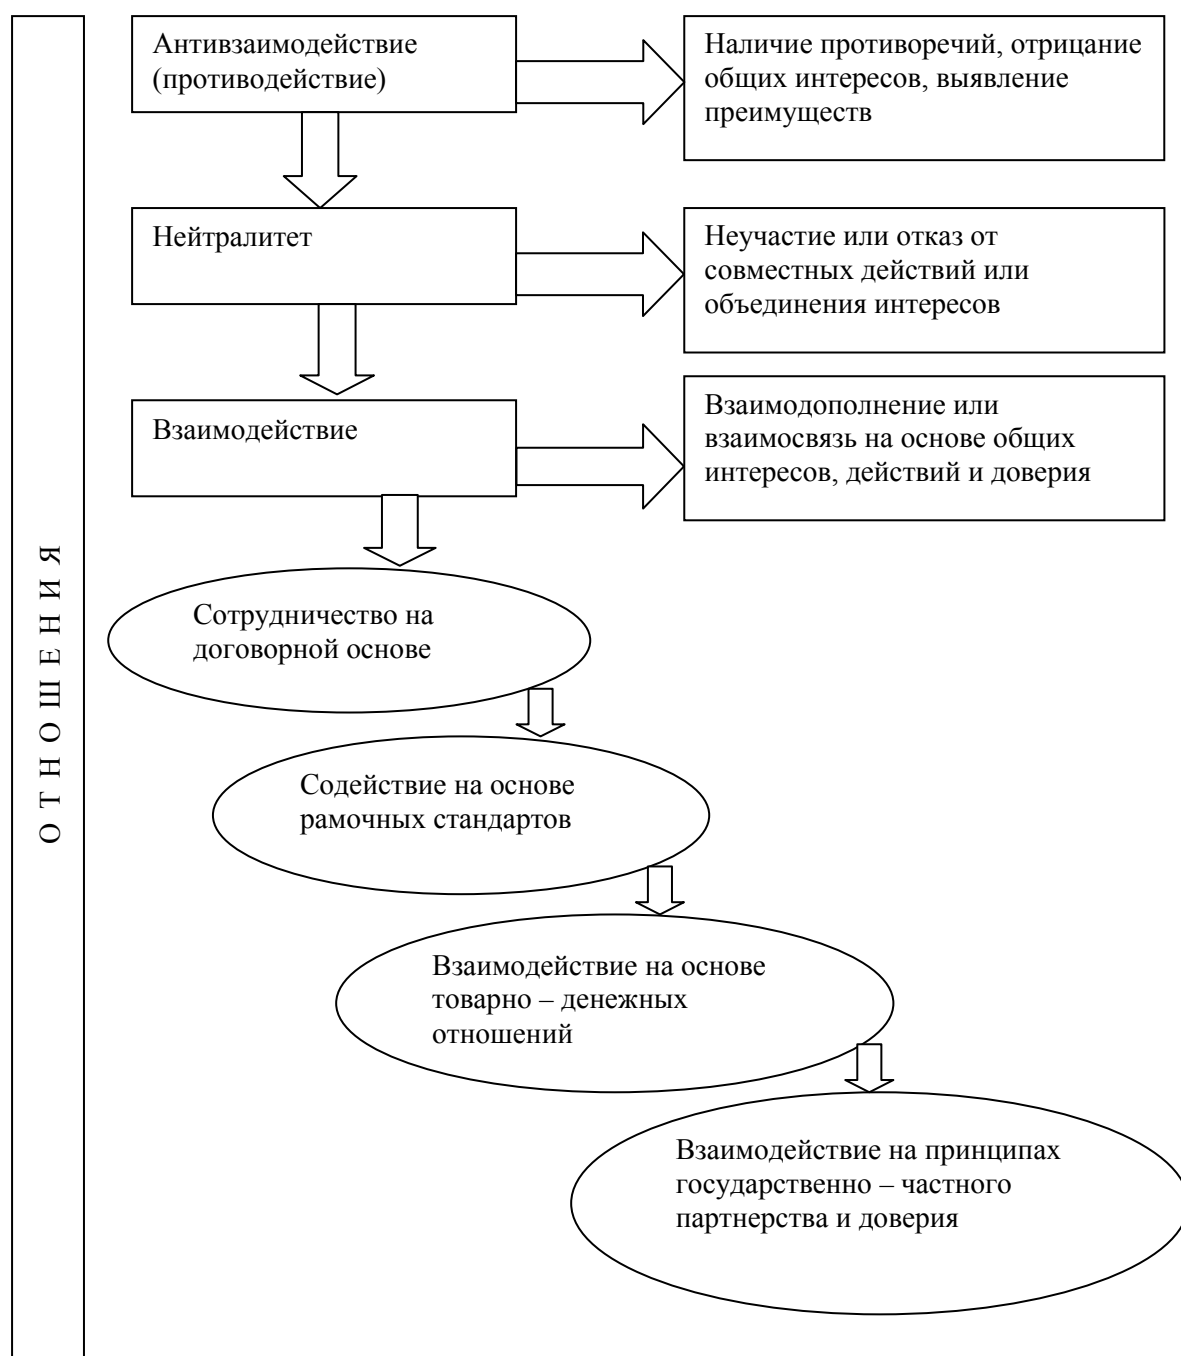 Антивзаимодействие
(противодействие)
Наличие противоречий, отрицание
общих интересов, выявление
преимуществ
Нейтралитет
Неучастие или отказ от
совместных действий или
объединения интересов
Взаимодействие
Взаимодополнение или
взаимосвязь на основе общих
интересов, действий и доверия
О Т Н О Ш Е Н И Я
Сотрудничество на
договорной основе
Содействие на основе
рамочных стандартов
Взаимодействие на основе
товарно – денежных
отношений
Взаимодействие на принципах
государственно – частного
партнерства и доверия